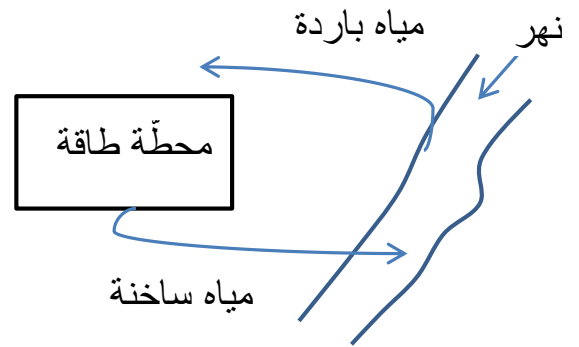 نهر
مياه باردة
محطّة طاقة
مياه ساخنة